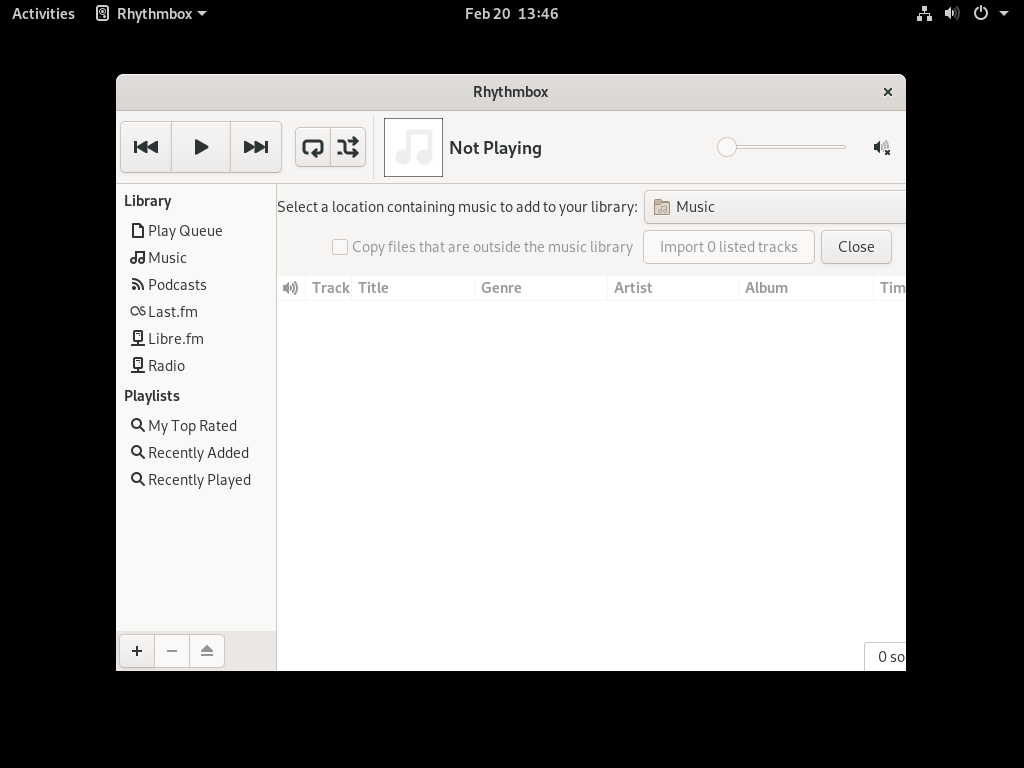 Activities Rhythmbox Feb 20 13:46
Rhythmbox
Not Playing
Library
Play Queue
Music
Podcasts
Last.fm
Libre.fm
Radio
Playlists
My Top Rated
Recently Added
Recently Played
Select a location containing music to add to your library: Music
Copy files that are outside the music library Import 0 listed tracks Close
Track Title Genre Artist Album Tim
0 so